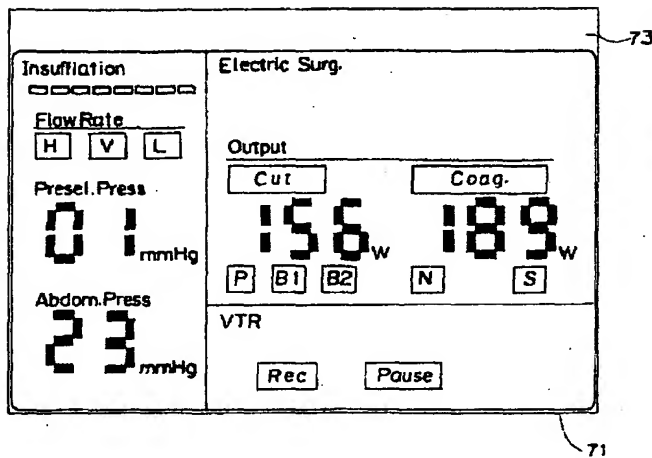 73
Insufflation
Flow Rate
H V L
Presel. Press
01 mmHg
Abdom. Press
23 mmHg
Electric Surg.
Output
Cut Coag.
156 W 189 W
P B1 B2 N S
VTR
Rec Pause
71